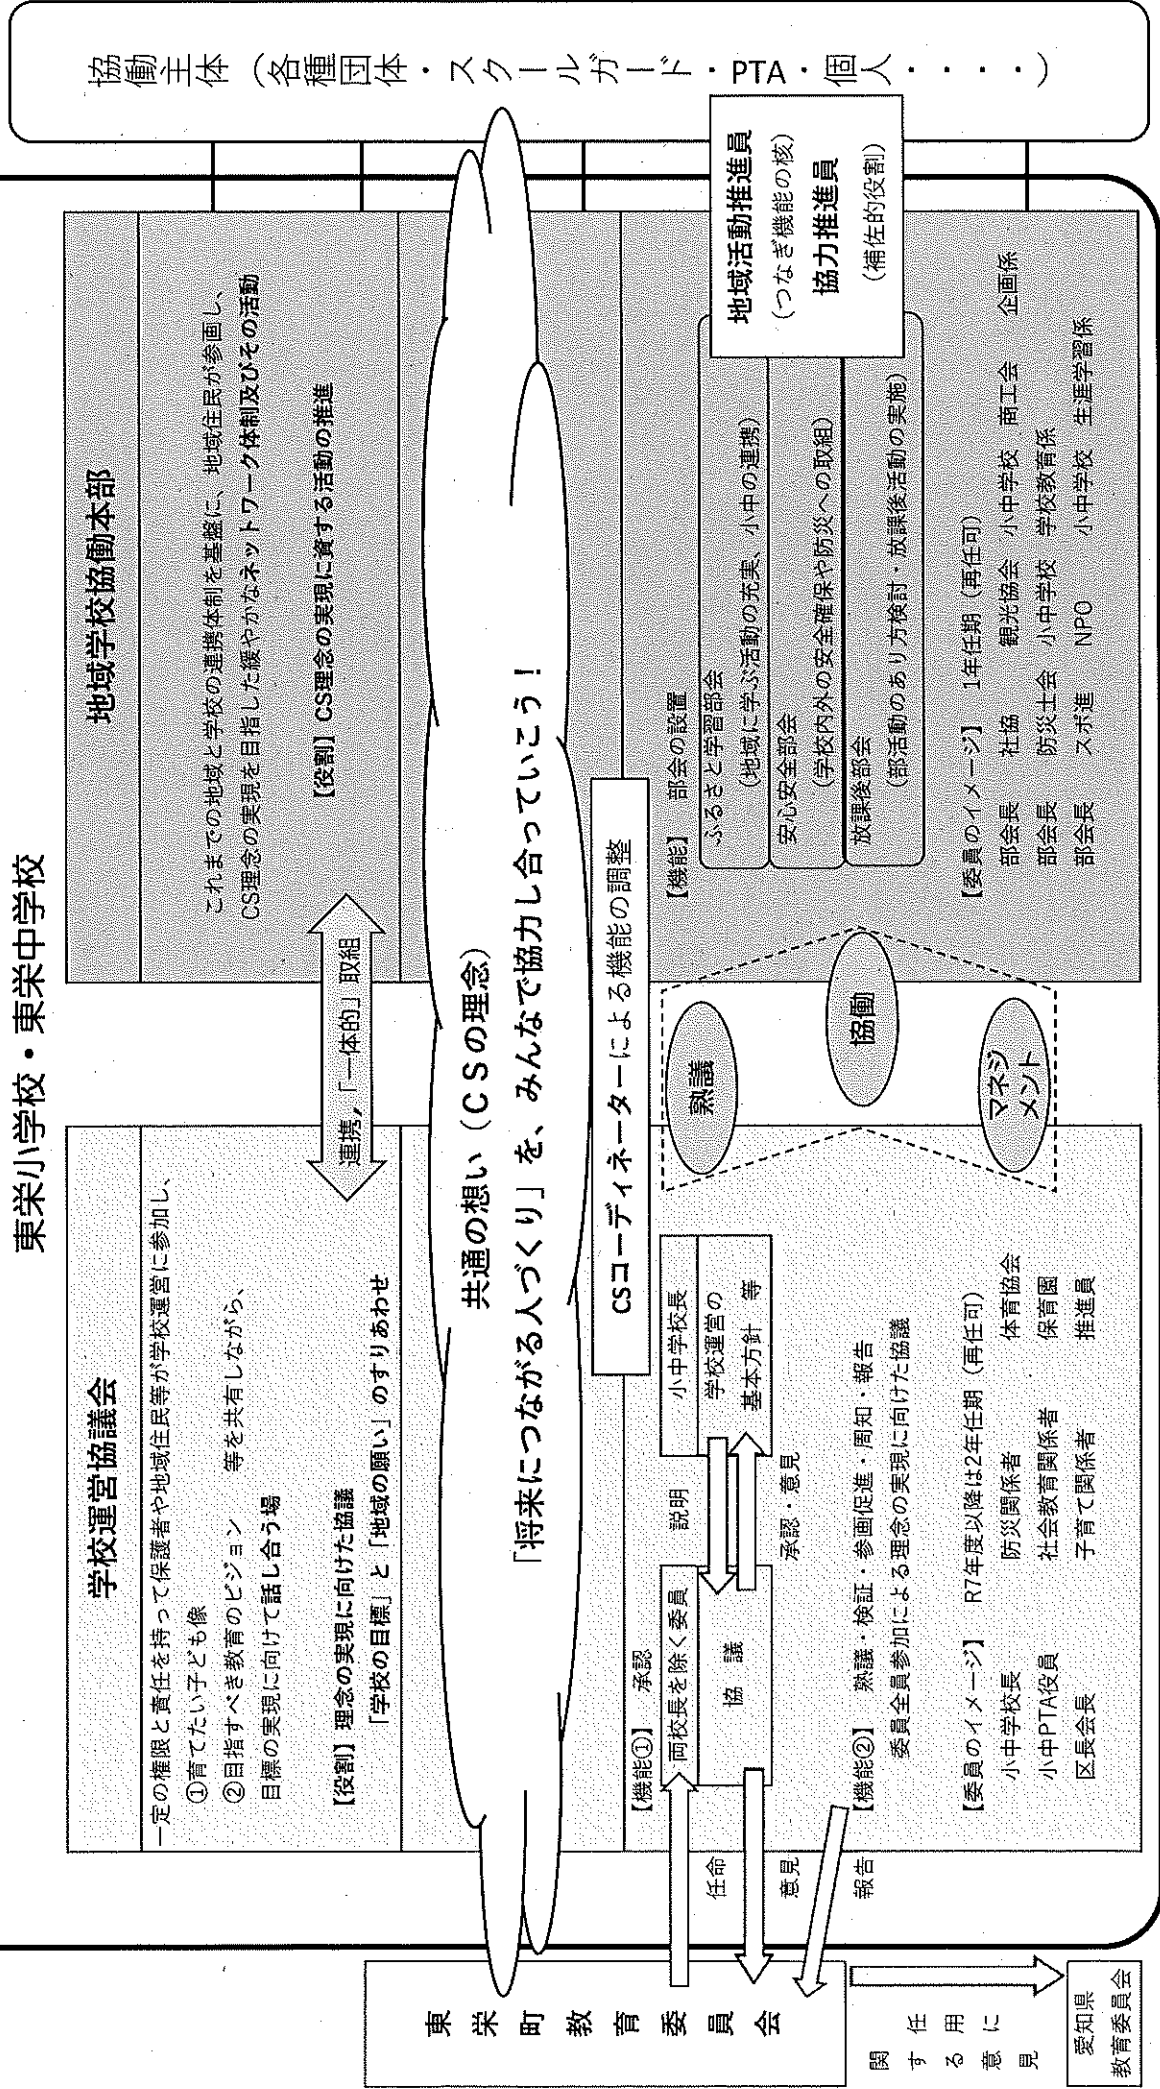 東栄小学校・東栄中学校
学校運営協議会
一定の権限と責任を持って保護者や地域住民等が学校運営に参加し、
①育てたい子ども像
②目指すべき教育のビジョン　等を共有しながら、
目標の実現に向けて話し合う場
【役割】理念の実現に向けた協議
「学校の目標」と「地域の願い」のすりあわせ
連携,「一体的」取組
地域学校協働本部
これまでの地域と学校の連携体制を基盤に、地域住民が参画し、
CS理念の実現を目指した緩やかなネットワーク体制及びその活動
【役割】CS理念の実現に資する活動の推進
共通の想い（ＣＳの理念）
「将来につながる人づくり」を、みんなで協力し合っていこう！
CSコーディネーターによる機能の調整
【機能①】　承認
両校長を除く委員
協　議
説明
承認・意見
小中学校長
学校運営の
基本方針　等
【機能②】　熟議・検証・参画促進・周知・報告
委員全員参加による理念の実現に向けた協議
【委員のイメージ】　R7年度以降は2年任期（再任可）
小中学校長　防災関係者　体育協会
小中PTA役員　社会教育関係者　保育園
区長会長　子育て関係者　推進員
熟議
協働
マネジ
メント
【機能】　部会の設置
ふるさと学習部会
（地域に学ぶ活動の充実、小中の連携）
安心安全部会
（学校内外の安全確保や防災への取組）
放課後部会
（部活動のあり方検討・放課後活動の実施）
【委員のイメージ】　1年任期（再任可）
部会長　社協　観光協会　小中学校　商工会　企画係
部会長　防災士会　小中学校　学校教育係
部会長　スポ進　NPO　小中学校　生涯学習係
地域活動推進員
（つなぎ機能の核）
協力推進員
（補佐的役割）
協働主体（各種団体・スクールガード・PTA・個人・・・・）
東栄町教育委員会
任命
意見
報告
関する
任用に
意見
愛知県
教育委員会